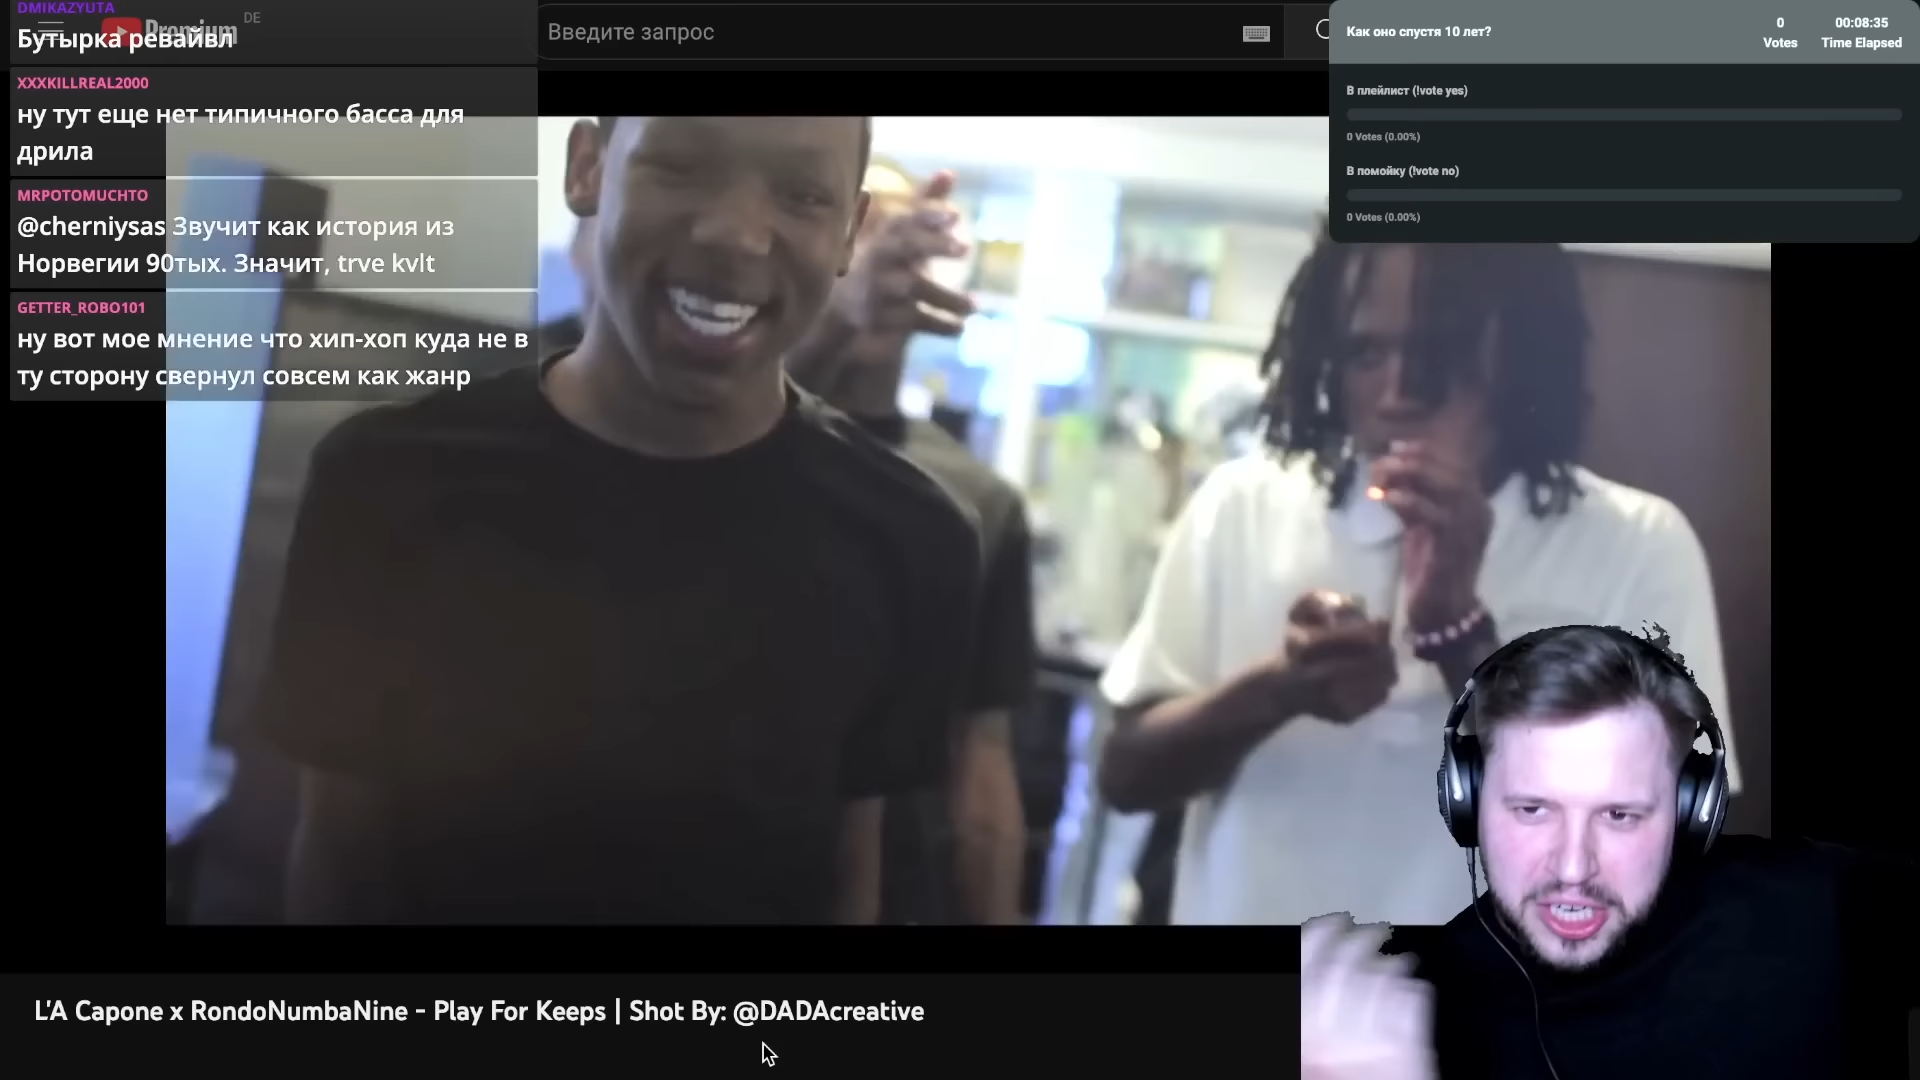 DMIKAZYUTA
Бутырка ревайвл
Premium
DE
Введите запрос
XXXKILLREAL2000
ну тут еще нет типичного басса для
дрила
MRPOTOMUCHTO
@cherniysas Звучит как история из
Норвегии 90тых. Значит, trve kvlt
GETTER_ROBO101
ну вот мое мнение что хип-хоп куда не в
ту сторону свернул совсем как жанр
Как оно спустя 10 лет?
0
Votes
00:08:35
Time Elapsed
В плейлист (!vote yes)
0 Votes (0.00%)
В помойку (!vote no)
0 Votes (0.00%)
L'A Capone x RondoNumbaNine - Play For Keeps | Shot By: @DADAcreative